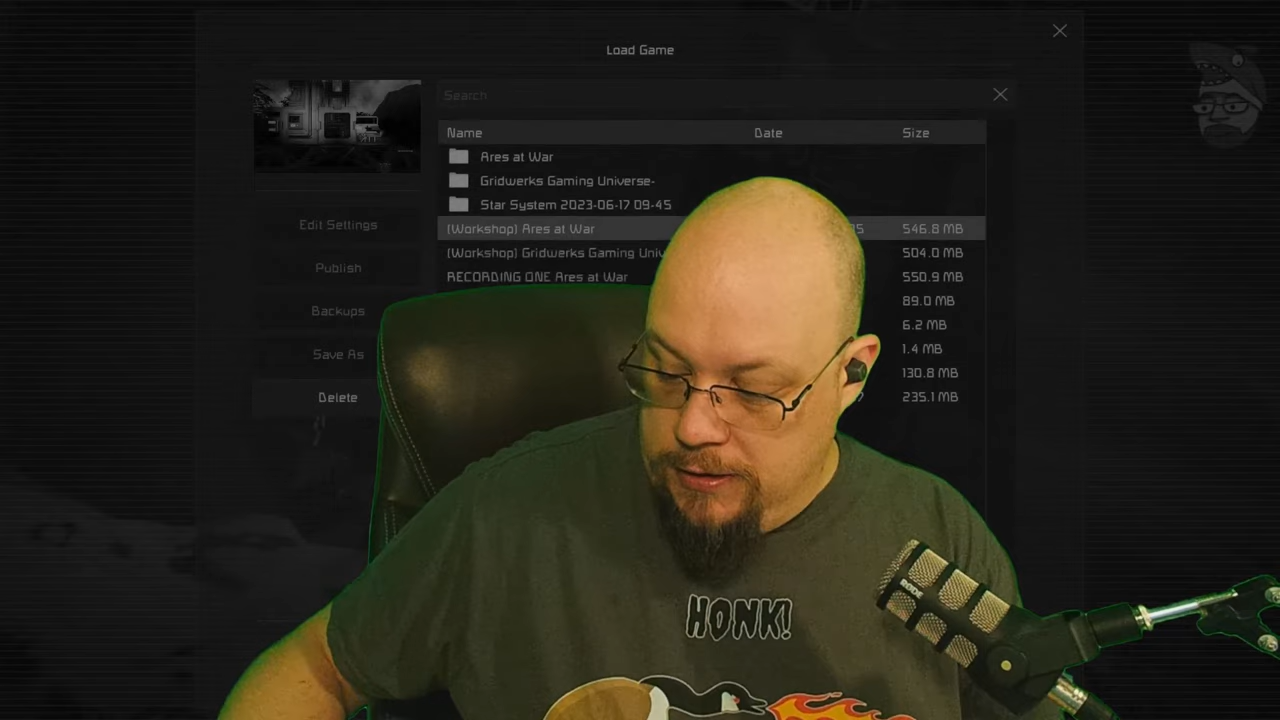 Load Game
Search
Name Date Size
Ares at War
Gridwerks Gaming Universe-
Star System 2023-06-17 09-45
(Workshop) Ares at War 546.8 MB
(Workshop) Gridwerks Gaming 504.0 MB
RECORDING ONE Ares at War 550.9 MB
89.0 MB
6.2 MB
1.4 MB
130.8 MB
235.1 MB
Edit Settings
Publish
Backups
Save As
Delete
HONK!
RODE